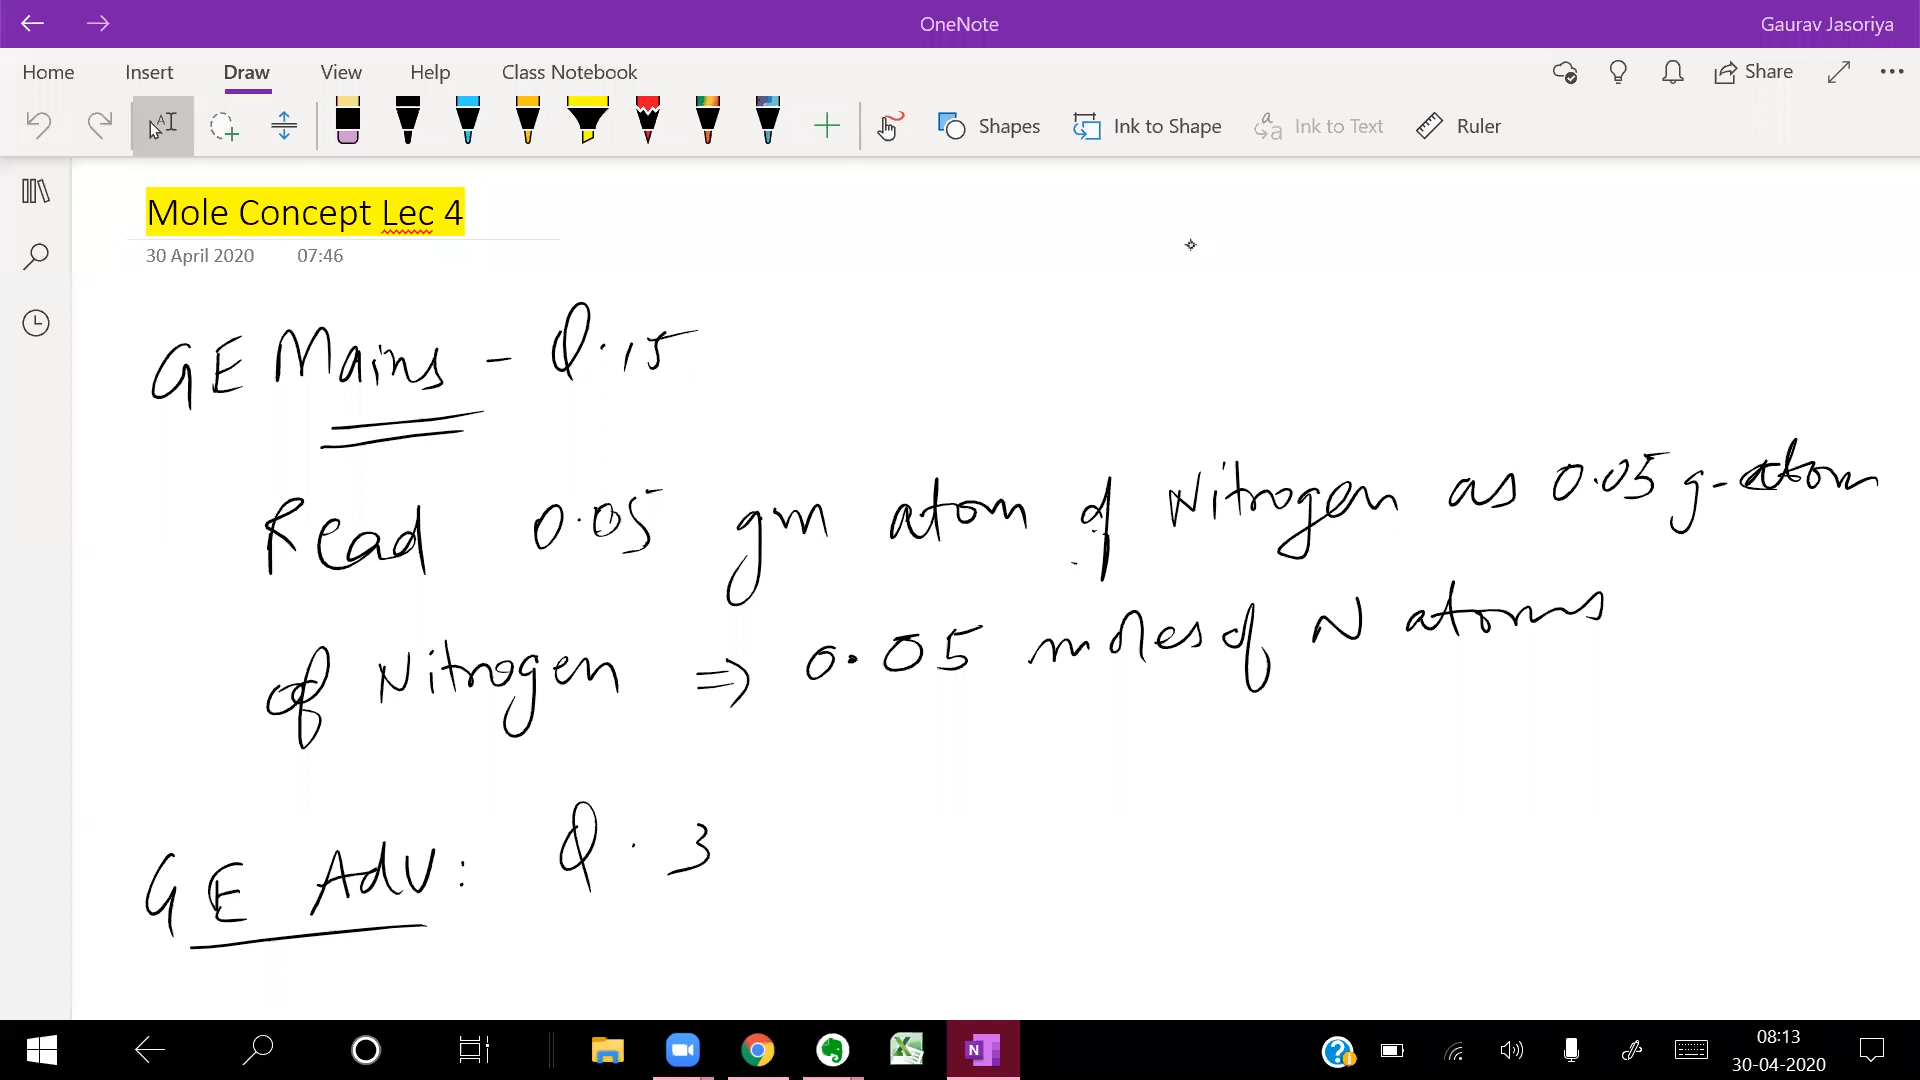 OneNote
Gaurav Jasoriya
Home Insert Draw View Help Class Notebook Share
Shapes Ink to Shape Ink to Text Ruler
Mole Concept Lec 4
30 April 2020 07:46
GE Mains - Q.15
Read 0.05 gm atom of Nitrogen as 0.05 g-atom
of Nitrogen ⇒ 0.05 moles of N atoms
GE Adv: Q. 3
08:13
30-04-2020